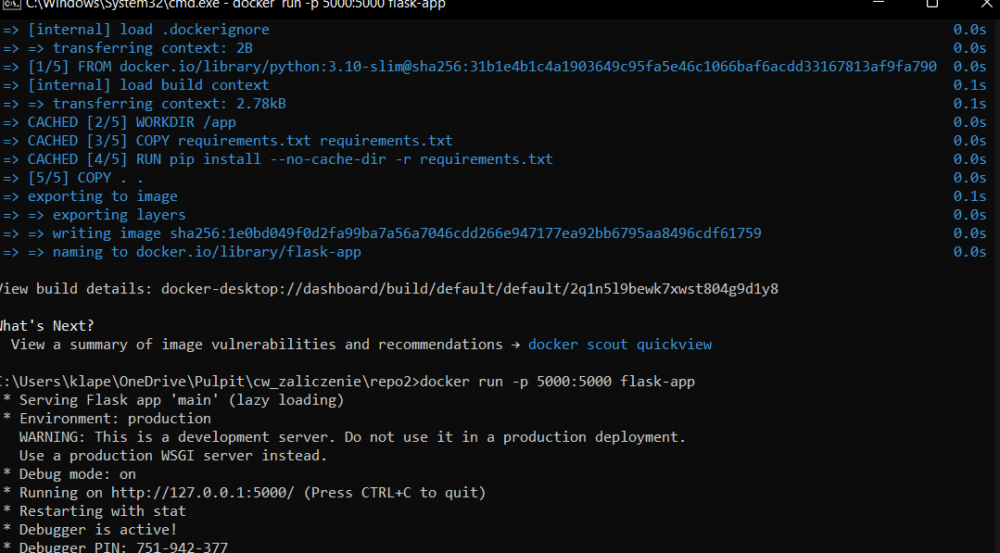 C:\Windows\System32\cmd.exe - docker run -p 5000:5000 flask-app
=> [internal] load .dockerignore 0.0s
=> => transferring context: 2B 0.0s
=> [1/5] FROM docker.io/library/python:3.10-slim@sha256:31b1e4b1c4a1903649c95fa5e46c1066baf6acdd33167813af9fa790 0.0s
=> [internal] load build context 0.1s
=> => transferring context: 2.78kB 0.1s
=> CACHED [2/5] WORKDIR /app 0.0s
=> CACHED [3/5] COPY requirements.txt requirements.txt 0.0s
=> CACHED [4/5] RUN pip install --no-cache-dir -r requirements.txt 0.0s
=> [5/5] COPY . . 0.0s
=> exporting to image 0.1s
=> => exporting layers 0.0s
=> => writing image sha256:1e0bd049f0d2fa99ba7a56a7046cdd266e947177ea92bb6795aa8496cdf61759 0.0s
=> => naming to docker.io/library/flask-app 0.0s
View build details: docker-desktop://dashboard/build/default/default/2q1n5l9bewk7xwst804g9d1y8
What's Next?
View a summary of image vulnerabilities and recommendations → docker scout quickview
C:\Users\klape\OneDrive\Pulpit\cw_zaliczenie\repo2>docker run -p 5000:5000 flask-app
* Serving Flask app 'main' (lazy loading)
* Environment: production
WARNING: This is a development server. Do not use it in a production deployment.
Use a production WSGI server instead.
* Debug mode: on
* Running on http://127.0.0.1:5000/ (Press CTRL+C to quit)
* Restarting with stat
* Debugger is active!
* Debugger PIN: 751-942-377